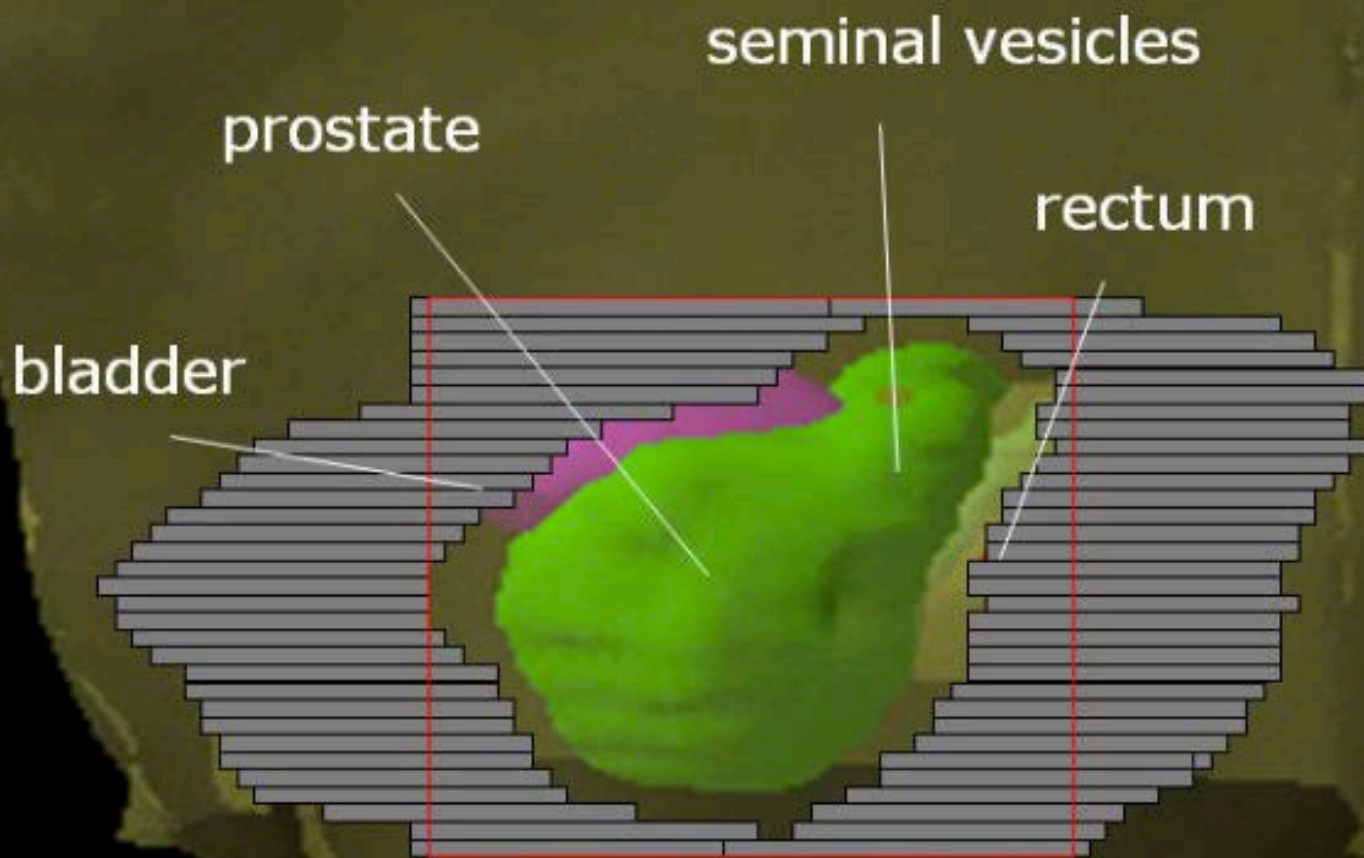 seminal vesicles
prostate
rectum
bladder